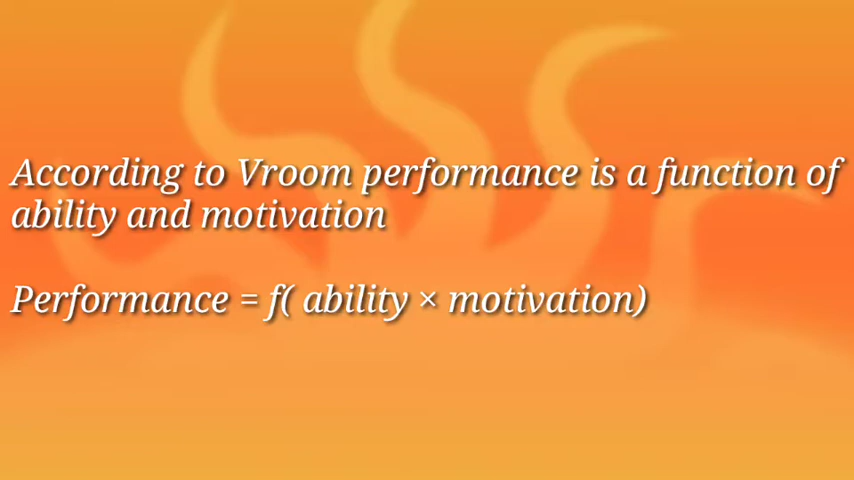 According to Vroom performance is a function of
ability and motivation
Performance = f( ability × motivation)